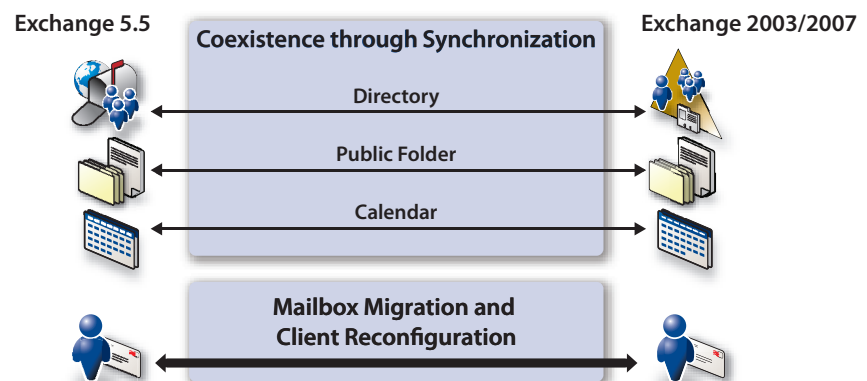 Exchange 5.5
Coexistence through Synchronization
Exchange 2003/2007
Directory
Public Folder
Calendar
Mailbox Migration and
Client Reconfiguration